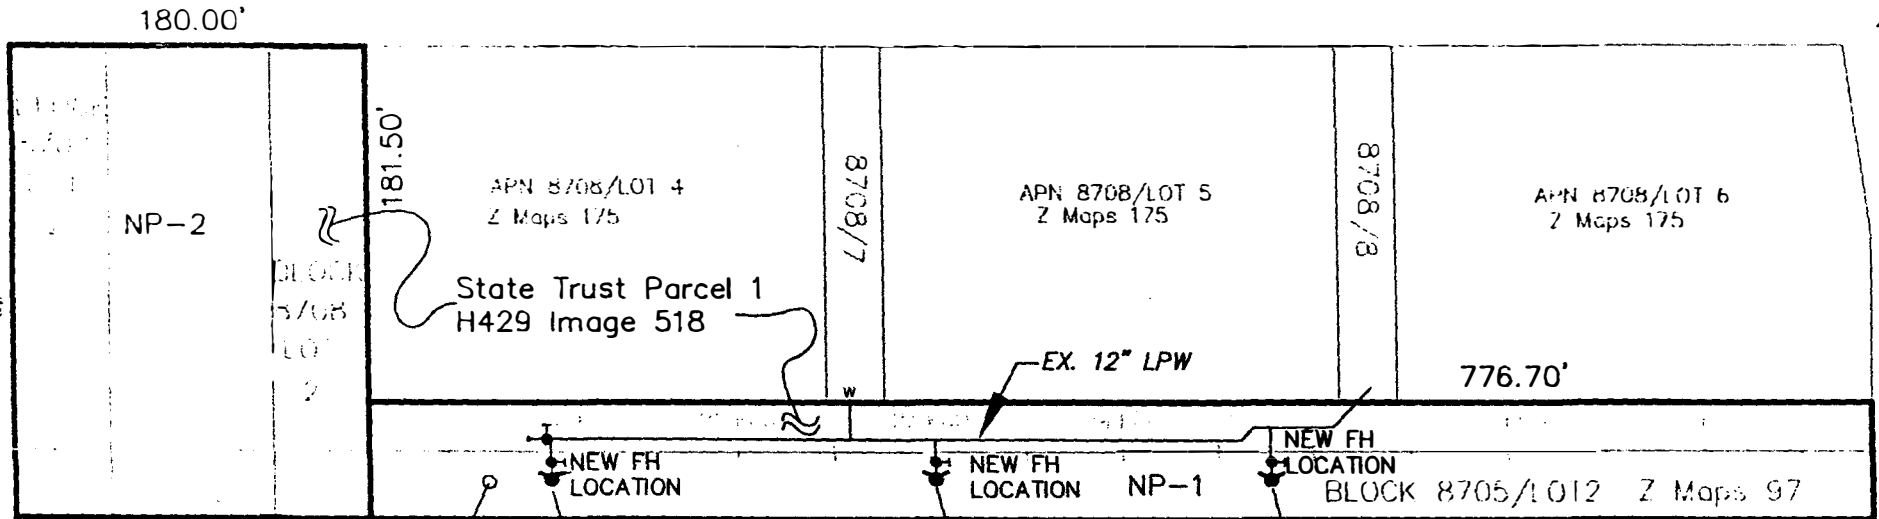 180.00'
181.50'
NP-2
BLOCK
8708
LOT
2
APN 8708/LOT 4
Z Maps 175
8708/7
APN 8708/LOT 5
Z Maps 175
8708/8
APN 8708/LOT 6
Z Maps 175
State Trust Parcel 1
H429 Image 518
EX. 12" LPW
776.70'
W
NEW FH
LOCATION
NEW FH
LOCATION
NP-1
NEW FH
LOCATION
BLOCK 8705/LOT2 Z Maps 97